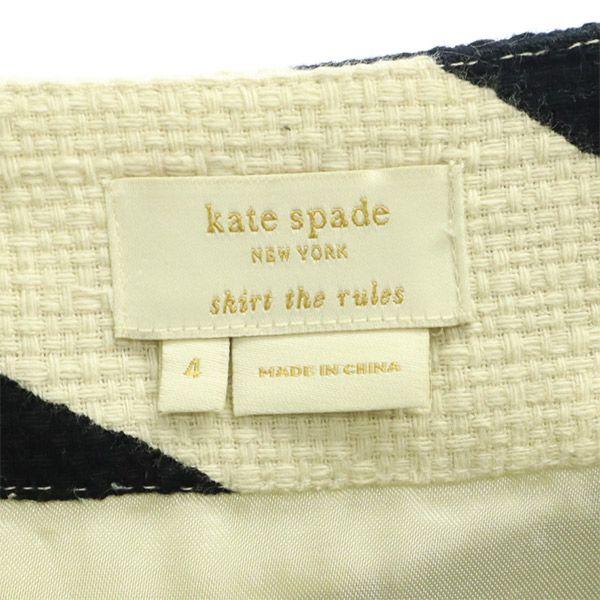 kate spade
NEW YORK
skirt the rules
4
MADE IN CHINA